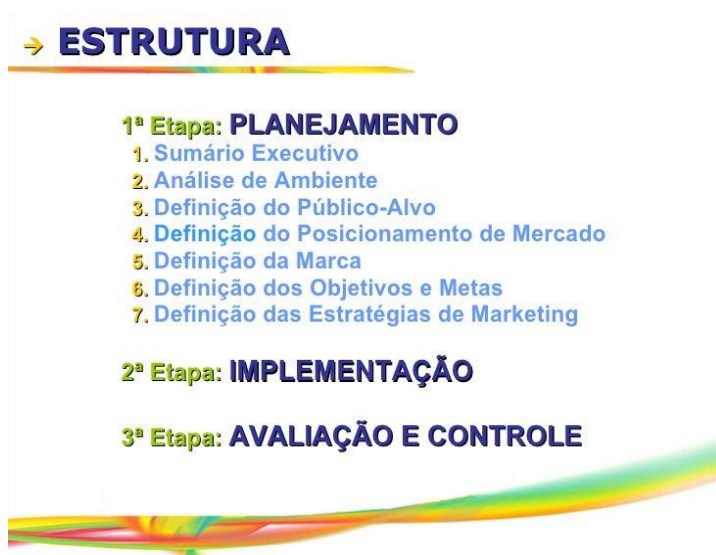 → ESTRUTURA
1ª Etapa: PLANEJAMENTO
1. Sumário Executivo
2. Análise de Ambiente
3. Definição do Público-Alvo
4. Definição do Posicionamento de Mercado
5. Definição da Marca
6. Definição dos Objetivos e Metas
7. Definição das Estratégias de Marketing
2ª Etapa: IMPLEMENTAÇÃO
3ª Etapa: AVALIAÇÃO E CONTROLE